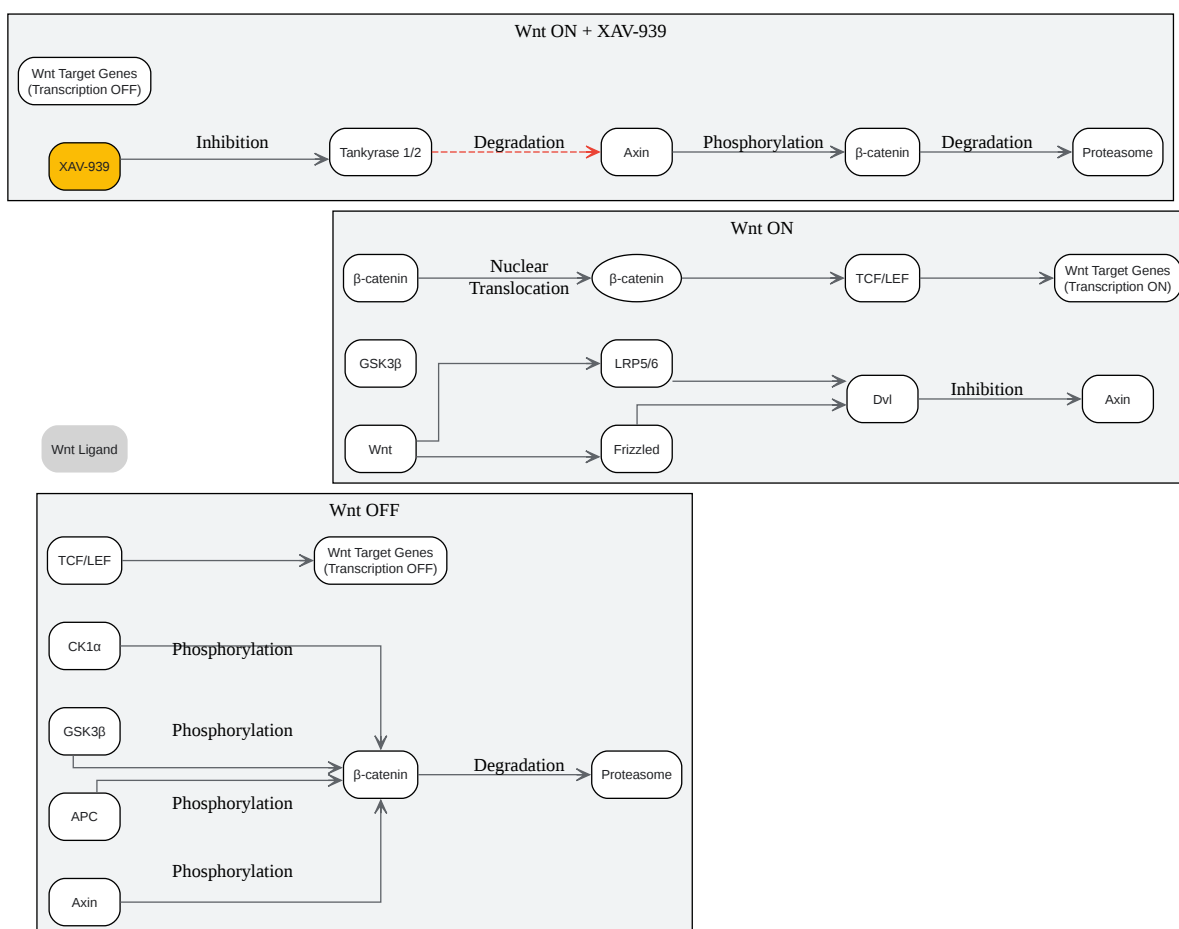 Wnt ON + XAV-939
Wnt Target Genes
(Transcription OFF)
XAV-939
Inhibition
Tankyrase 1/2
Degradation
Axin
Phosphorylation
β-catenin
Degradation
Proteasome
Wnt ON
β-catenin
Nuclear
Translocation
β-catenin
TCF/LEF
Wnt Target Genes
(Transcription ON)
GSK3β
LRP5/6
Dvl
Inhibition
Axin
Wnt
Frizzled
Wnt Ligand
Wnt OFF
TCF/LEF
Wnt Target Genes
(Transcription OFF)
CK1α
Phosphorylation
GSK3β
Phosphorylation
β-catenin
Degradation
Proteasome
APC
Phosphorylation
Axin
Phosphorylation